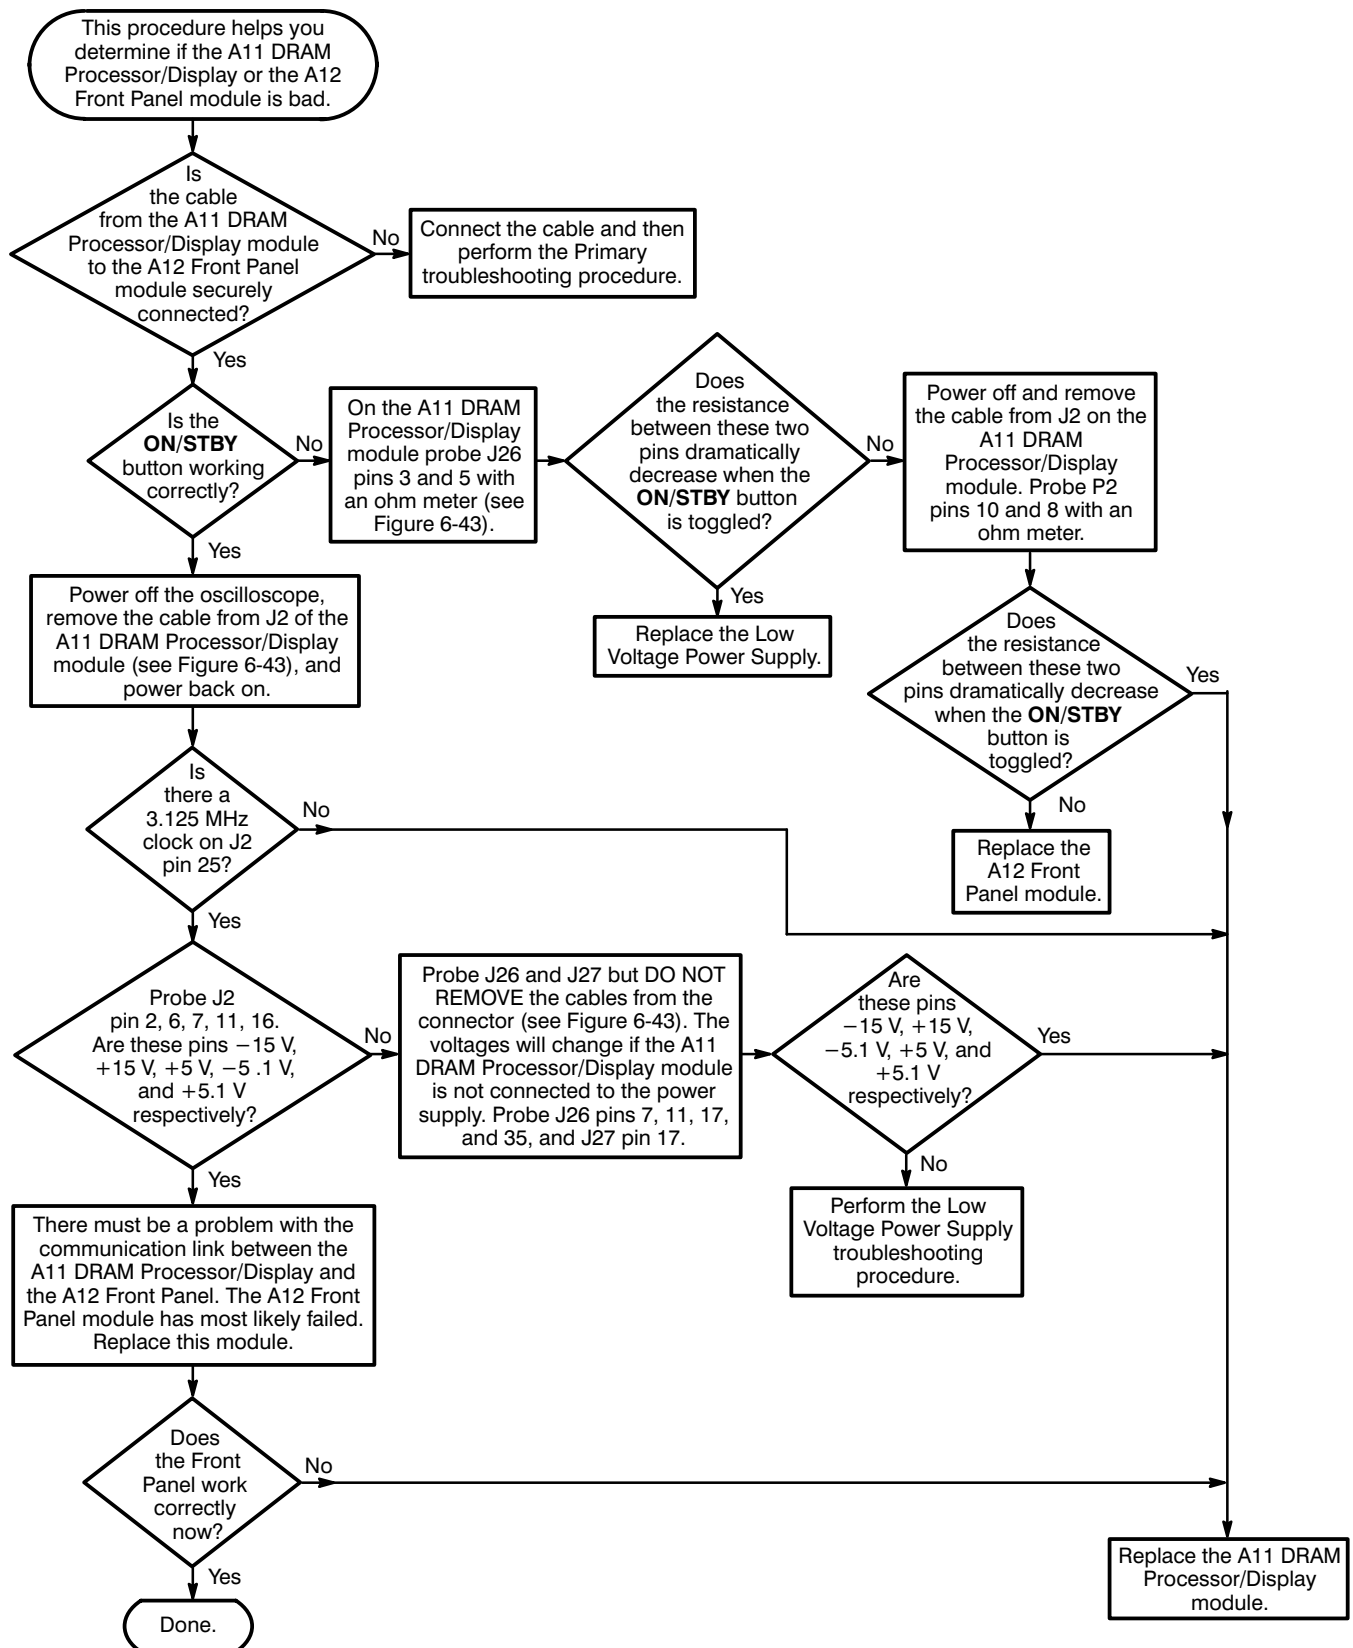 This procedure helps you
determine if the A11 DRAM
Processor/Display or the A12
Front Panel module is bad.
Is
the cable
from the A11 DRAM
Processor/Display module
to the A12 Front Panel
module securely
connected?
No
Connect the cable and then
perform the Primary
troubleshooting procedure.
Yes
Is the
ON/STBY
button working
correctly?
No
On the A11 DRAM
Processor/Display
module probe J26
pins 3 and 5 with
an ohm meter (see
Figure 6-43).
Does
the resistance
between these two
pins dramatically
decrease when the
ON/STBY button
is toggled?
No
Power off and remove
the cable from J2 on the
A11 DRAM
Processor/Display
module. Probe P2
pins 10 and 8 with an
ohm meter.
Yes
Replace the Low
Voltage Power Supply.
Does
the resistance
between these two
pins dramatically decrease
when the ON/STBY
button is
toggled?
Yes
No
Replace the
A12 Front
Panel module.
Yes
Power off the oscilloscope,
remove the cable from J2 of the
A11 DRAM Processor/Display
module (see Figure 6-43), and
power back on.
Is
there a
3.125 MHz
clock on J2
pin 25?
No
Yes
Probe J2
pin 2, 6, 7, 11, 16.
Are these pins −15 V,
+15 V, +5 V, −5 .1 V,
and +5.1 V
respectively?
No
Probe J26 and J27 but DO NOT
REMOVE the cables from the
connector (see Figure 6-43). The
voltages will change if the A11
DRAM Processor/Display module
is not connected to the power
supply. Probe J26 pins 7, 11, 17,
and 35, and J27 pin 17.
Are
these pins
−15 V, +15 V,
−5.1 V, +5 V, and
+5.1 V
respectively?
Yes
No
Perform the Low
Voltage Power Supply
troubleshooting
procedure.
Yes
There must be a problem with the
communication link between the
A11 DRAM Processor/Display and
the A12 Front Panel. The A12 Front
Panel module has most likely failed.
Replace this module.
Does
the Front
Panel work
correctly
now?
No
Yes
Done.
Replace the A11 DRAM
Processor/Display
module.